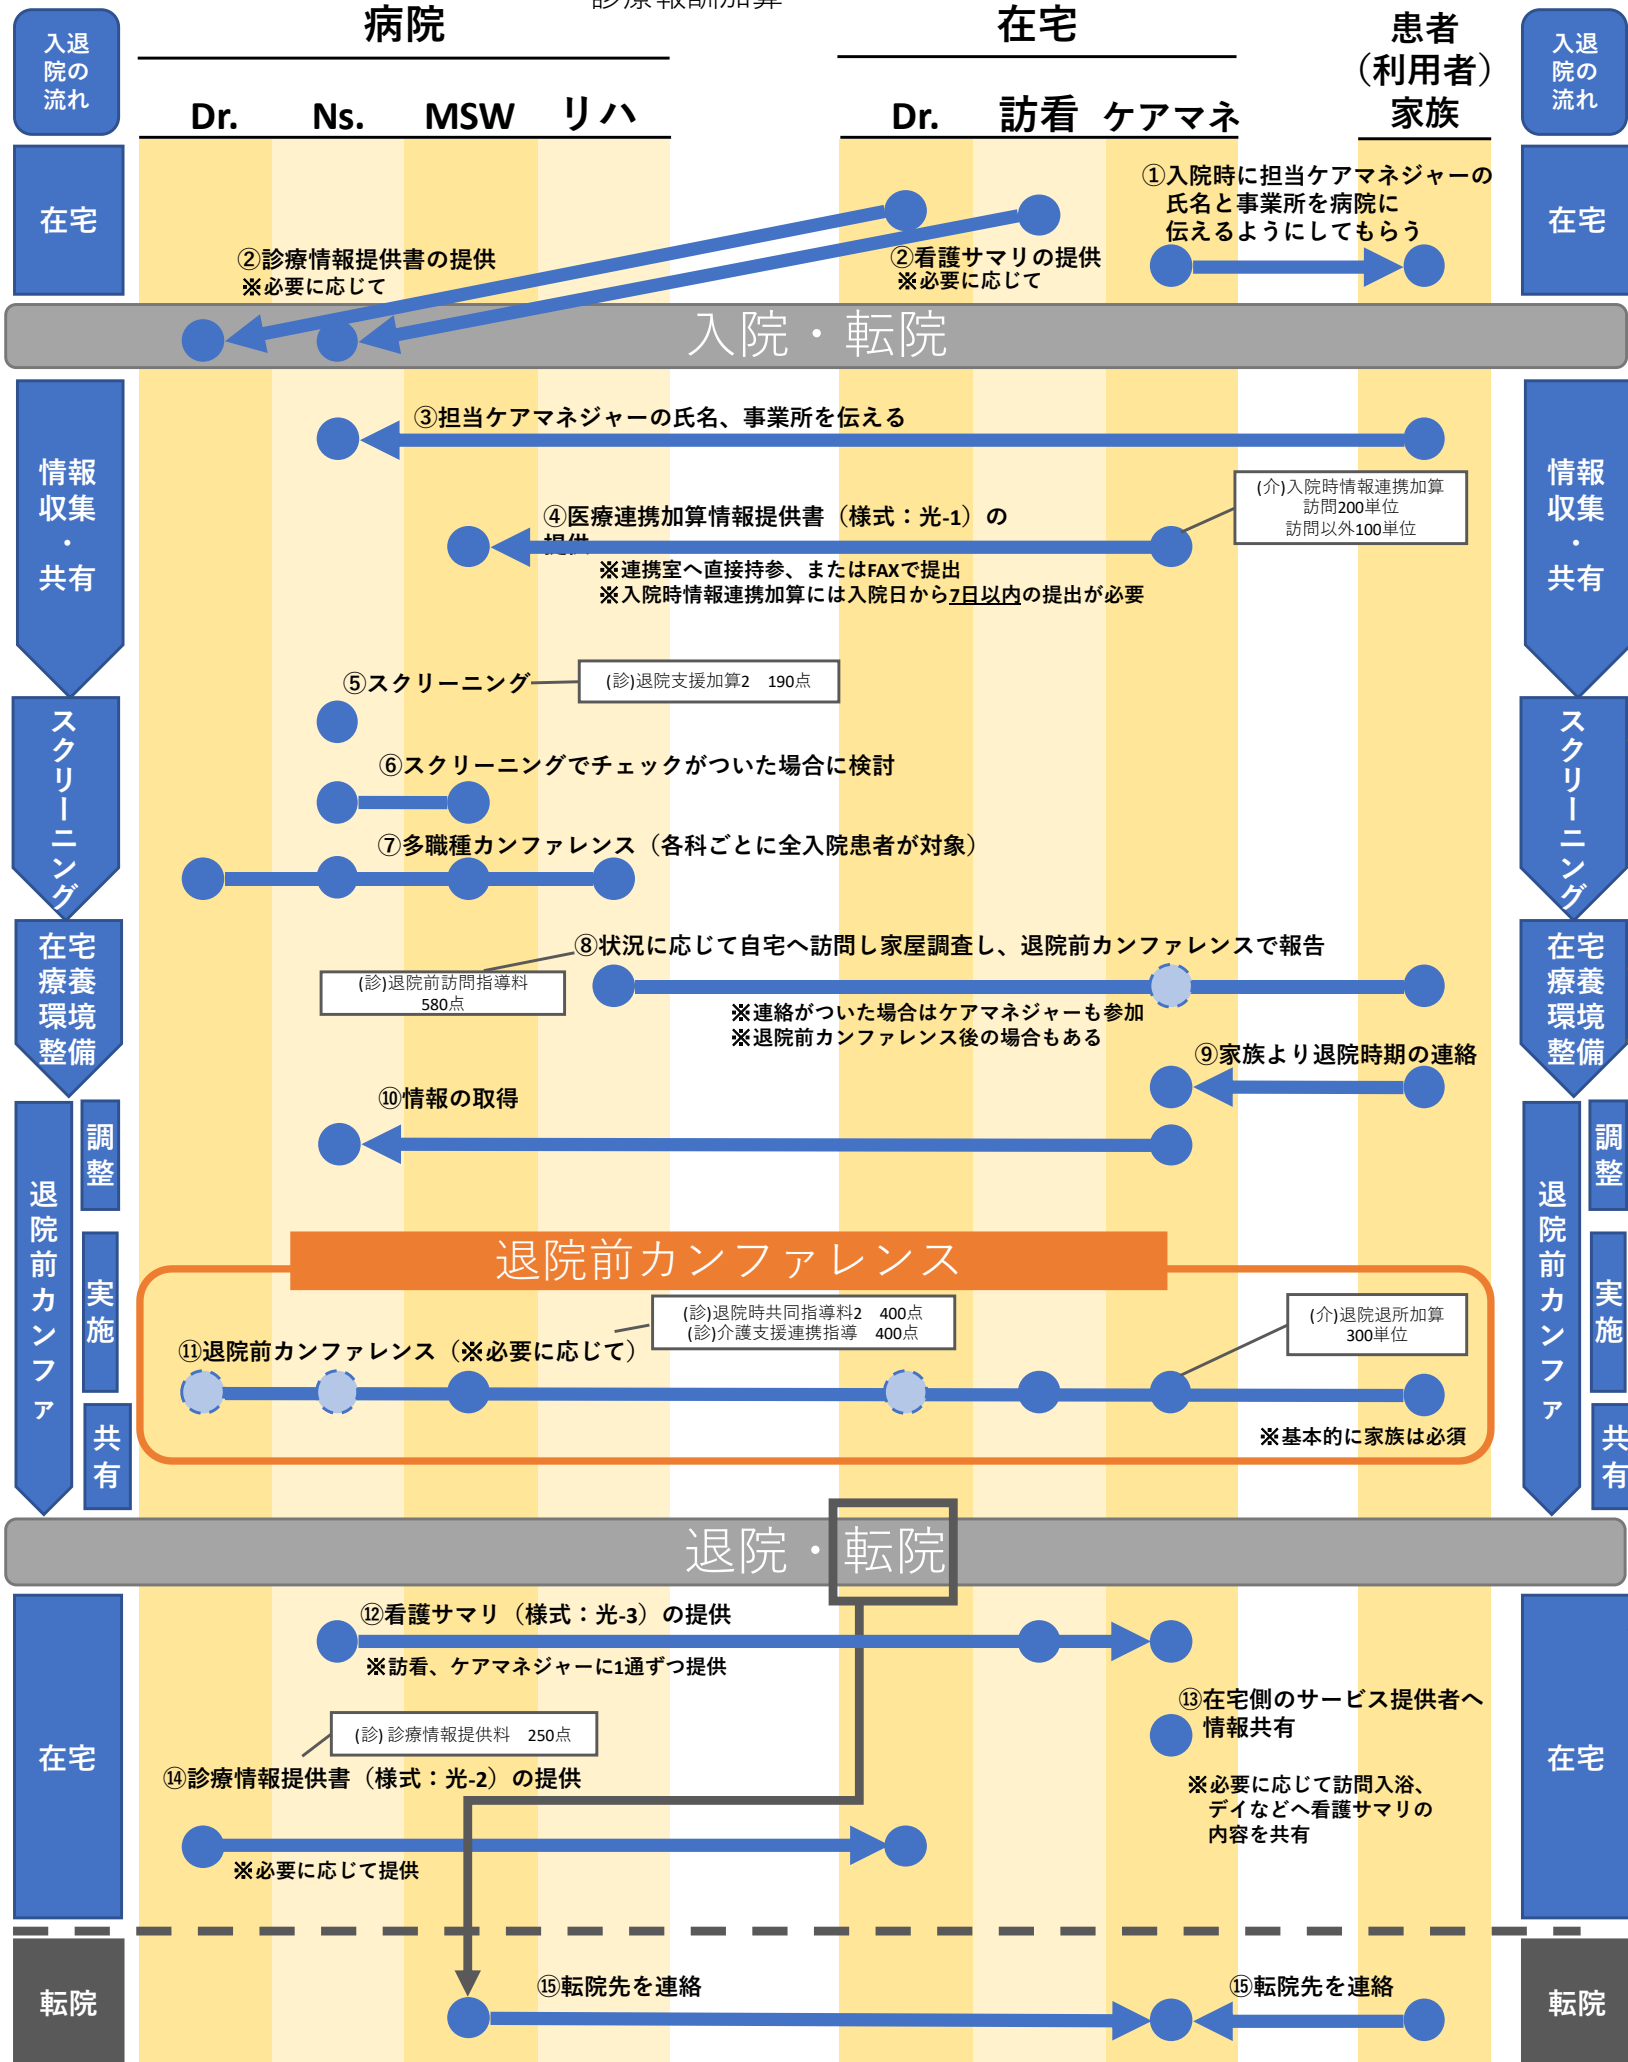 診療報酬加算
入退
院の
流れ
病院
在宅
患者
（利用者）
家族
入退
院の
流れ
Dr.
Ns.
MSW
リハ
Dr.
訪看
ケアマネ
在宅
①入院時に担当ケアマネジャーの
氏名と事業所を病院に
伝えるようにしてもらう
在宅
②診療情報提供書の提供
※必要に応じて
②看護サマリの提供
※必要に応じて
入院・転院
情報
収集
・
共有
③担当ケアマネジャーの氏名、事業所を伝える
情報
収集
・
共有
(介)入院時情報連携加算
訪問200単位
訪問以外100単位
④医療連携加算情報提供書（様式：光-1）の
提供
※連携室へ直接持参、またはFAXで提出
※入院時情報連携加算には入院日から7日以内の提出が必要
⑤スクリーニング
(診)退院支援加算2　190点
スクリーニング
スクリーニング
⑥スクリーニングでチェックがついた場合に検討
⑦多職種カンファレンス（各科ごとに全入院患者が対象）
在宅
療養
環境
整備
⑧状況に応じて自宅へ訪問し家屋調査し、退院前カンファレンスで報告
在宅
療養
環境
整備
(診)退院前訪問指導料
580点
※連絡がついた場合はケアマネジャーも参加
※退院前カンファレンス後の場合もある
⑨家族より退院時期の連絡
⑩情報の取得
退院前カンファ
調整
実施
共有
退院前カンファ
調整
実施
共有
退院前カンファレンス
(診)退院時共同指導料2　400点
(診)介護支援連携指導　400点
(介)退院退所加算
300単位
⑪退院前カンファレンス（※必要に応じて）
※基本的に家族は必須
退院・転院
⑫看護サマリ（様式：光-3）の提供
※訪看、ケアマネジャーに1通ずつ提供
⑬在宅側のサービス提供者へ
情報共有
(診) 診療情報提供料　250点
在宅
在宅
⑭診療情報提供書（様式：光-2）の提供
※必要に応じて訪問入浴、
デイなどへ看護サマリの
内容を共有
※必要に応じて提供
転院
⑮転院先を連絡
⑮転院先を連絡
転院